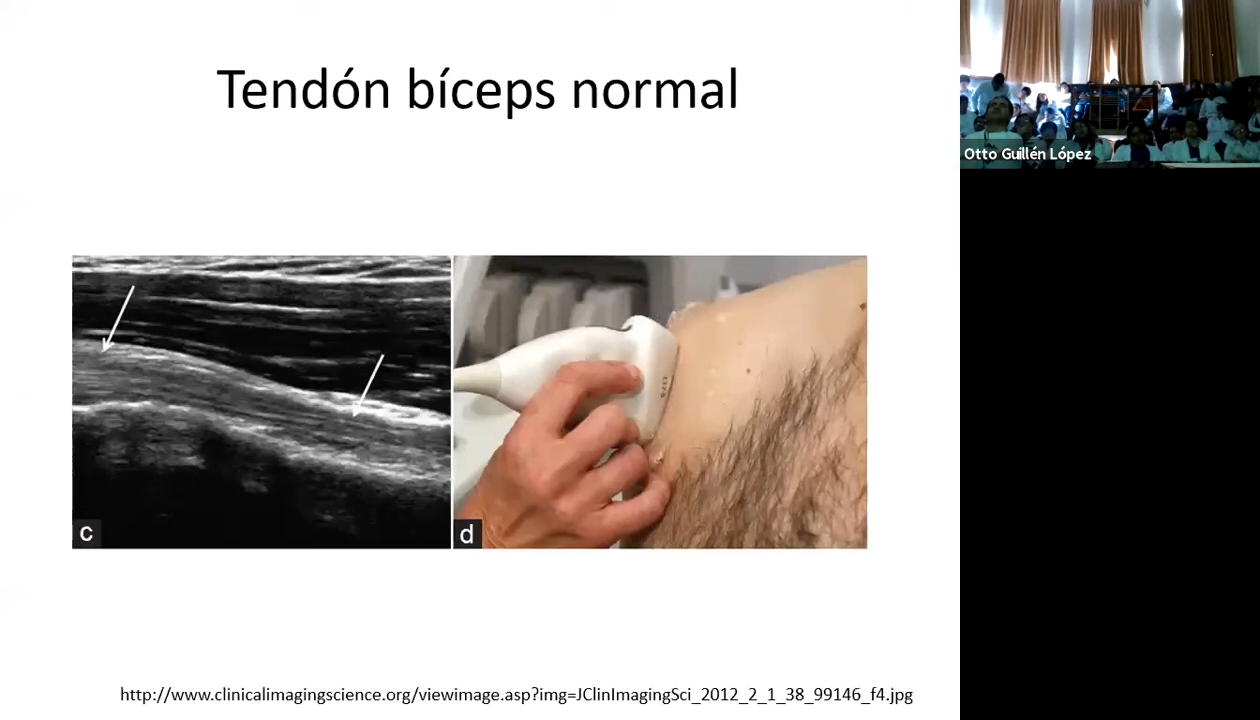 Tendón bíceps normal
Otto Guillén López
c
d
http://www.clinicalimagingscience.org/viewimage.asp?img=JClinImagingSci_2012_2_1_38_99146_f4.jpg